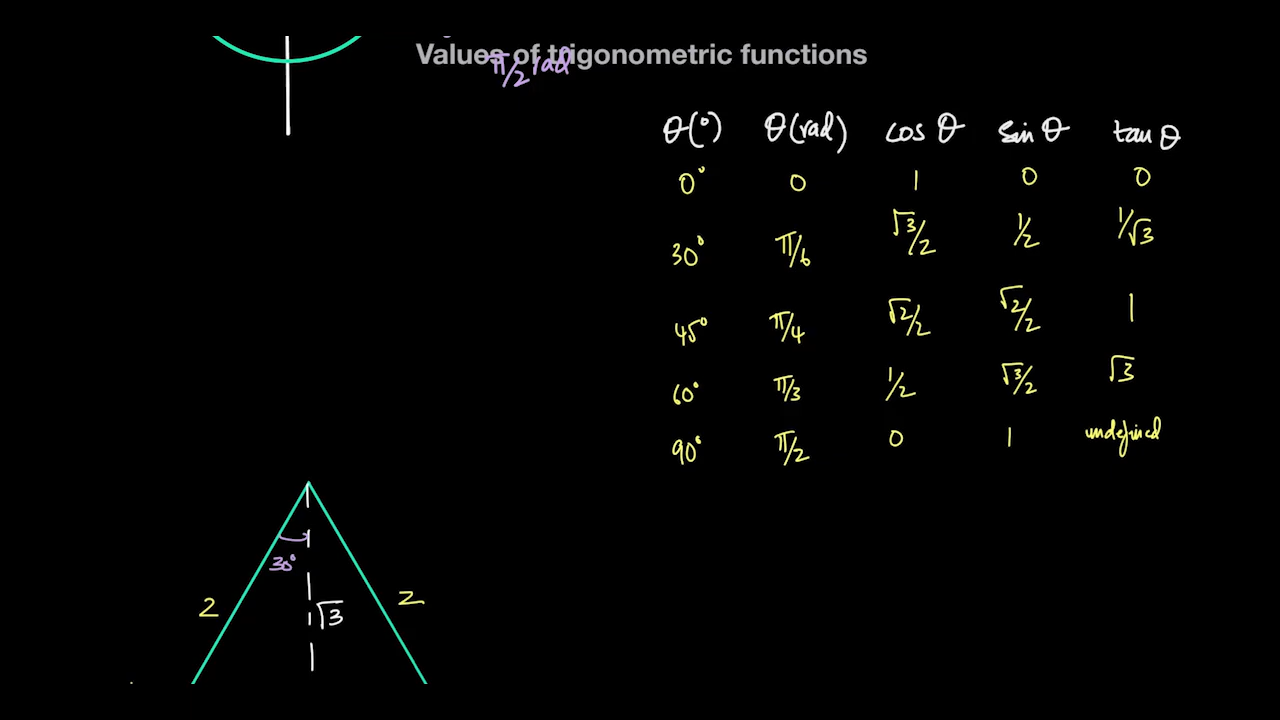 Values of trigonometric functions
π/2 rad
θ(°) θ(rad) cos θ sin θ tan θ
0° 0 1 0 0
30° π/6 √3/2 1/2 1/√3
45° π/4 √2/2 √2/2 1
60° π/3 1/2 √3/2 √3
90° π/2 0 1 undefined
30°
2 √3 2